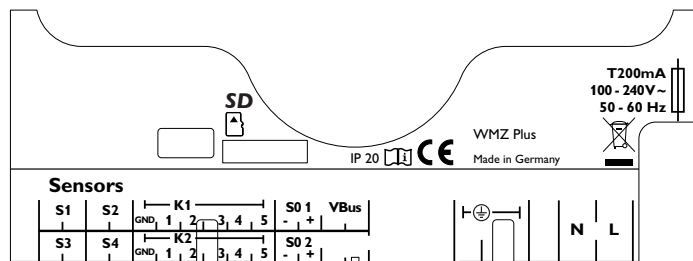 T200mA
100 - 240V~
50 - 60 Hz
SD
IP 20 i CE WMZ Plus
Made in Germany
Sensors
S1 S2 K1 S0 1 VBus
GND 1 2 3 4 5 - +
S3 S4 K2 S0 2 N L
GND 1 2 3 4 5 - +